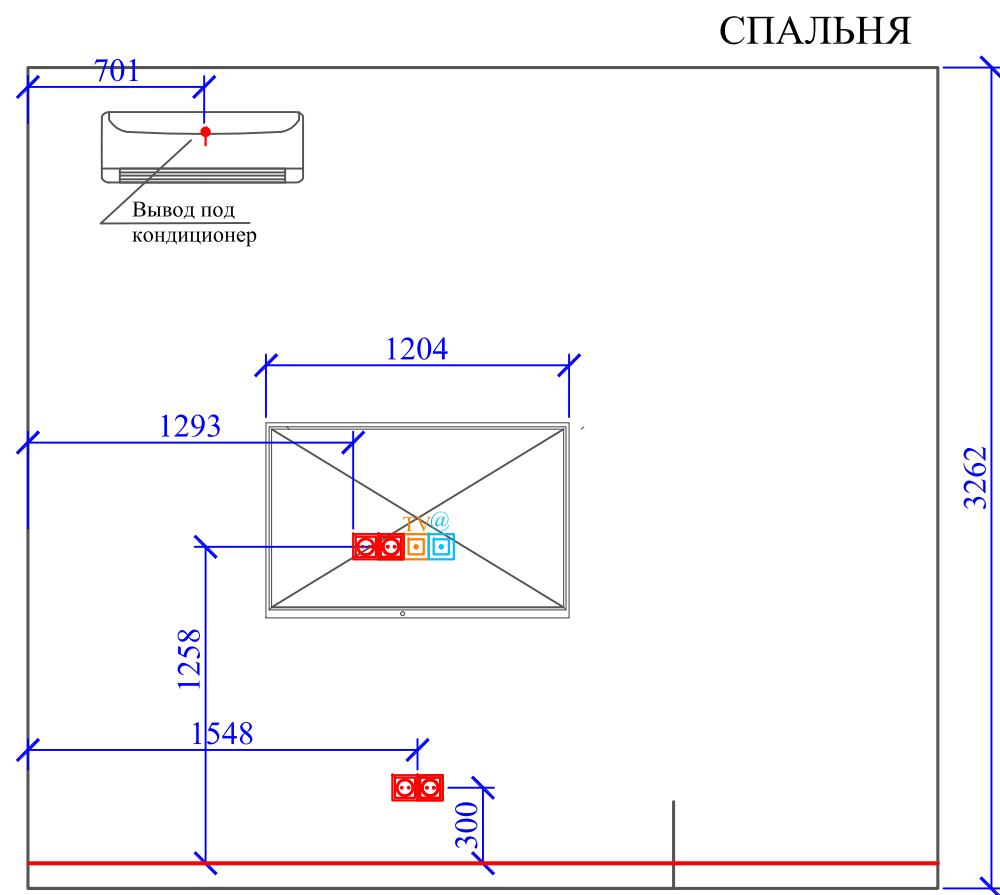 СПАЛЬНЯ
701
Вывод под
кондиционер
1204
1293
3262
TV@
1258
1548
300